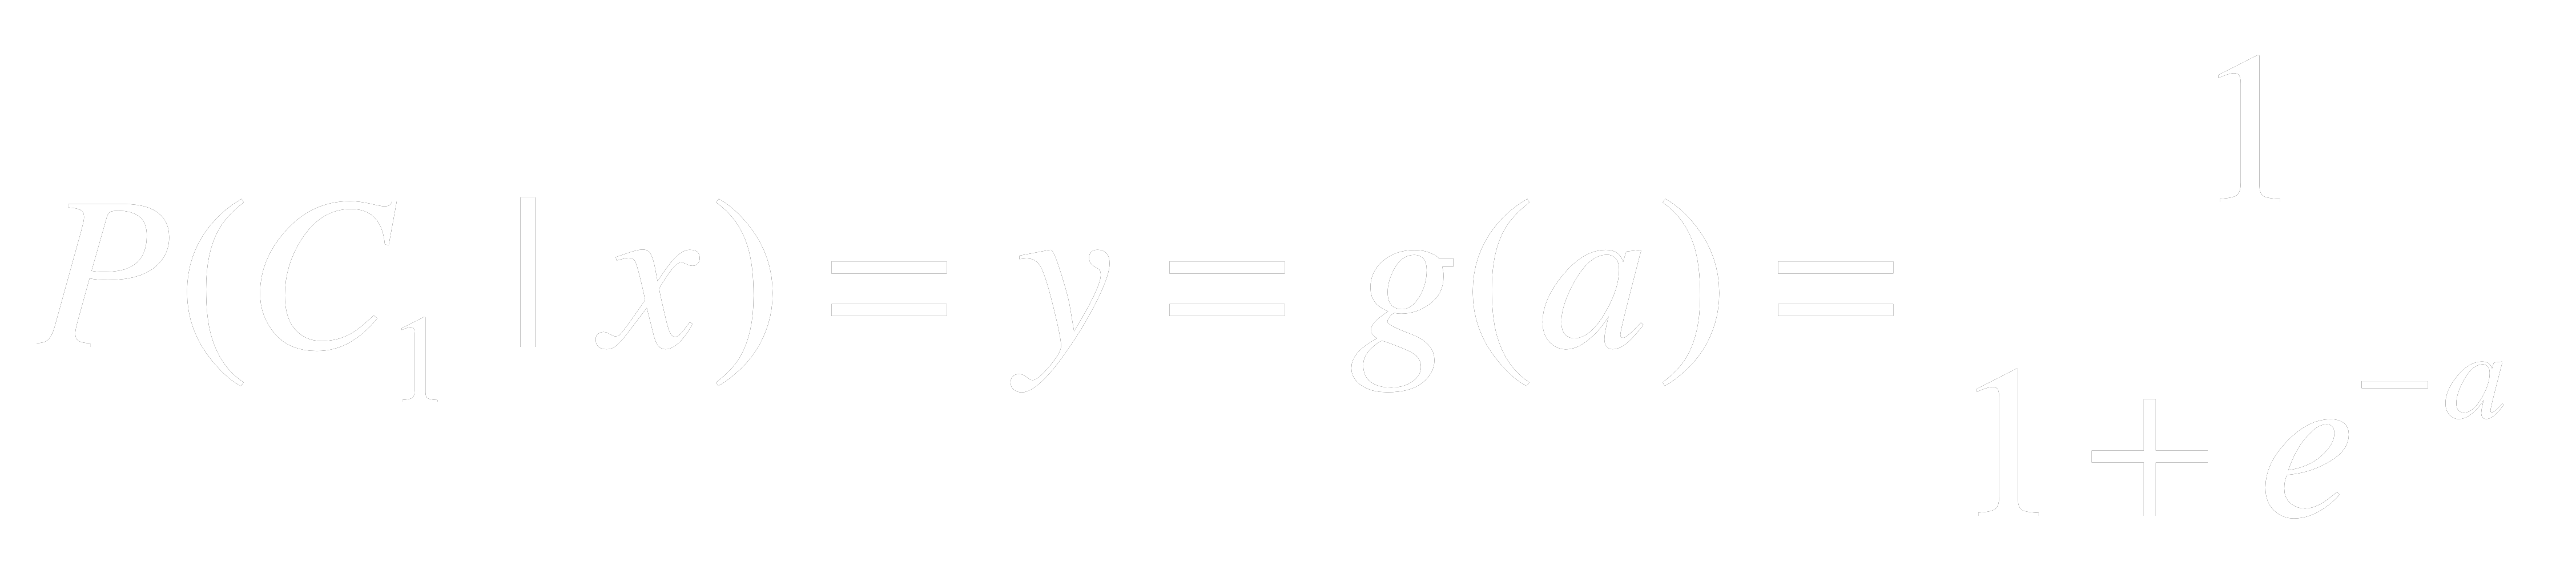 P(C₁ | x) = y = g(a) = 1 / (1 + e⁻ᵃ)